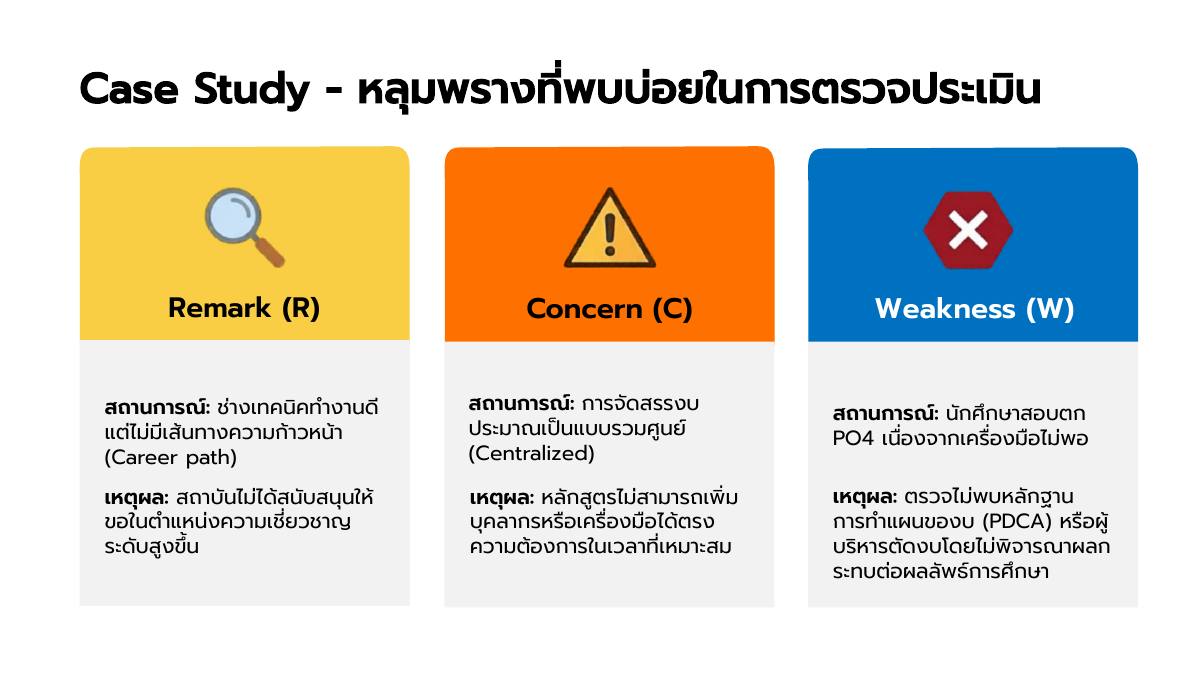 Case Study - หลุมพรางที่พบบ่อยในการตรวจประเมิน
Remark (R)
สถานการณ์: ช่างเทคนิคทำงานดี
แต่ไม่มีเส้นทางความก้าวหน้า
(Career path)
เหตุผล: สถาบันไม่ได้สนับสนุนให้
ขอในตำแหน่งความเชี่ยวชาญ
ระดับสูงขึ้น
Concern (C)
สถานการณ์: การจัดสรรงบ
ประมาณเป็นแบบรวมศูนย์
(Centralized)
เหตุผล: หลักสูตรไม่สามารถเพิ่ม
บุคลากรหรือเครื่องมือได้ตรง
ความต้องการในเวลาที่เหมาะสม
Weakness (W)
สถานการณ์: นักศึกษาสอบตก
PO4 เนื่องจากเครื่องมือไม่พอ
เหตุผล: ตรวจไม่พบหลักฐาน
การทำแผนของบ (PDCA) หรือผู้
บริหารตัดงบโดยไม่พิจารณาผลก
ระทบต่อผลลัพธ์การศึกษา